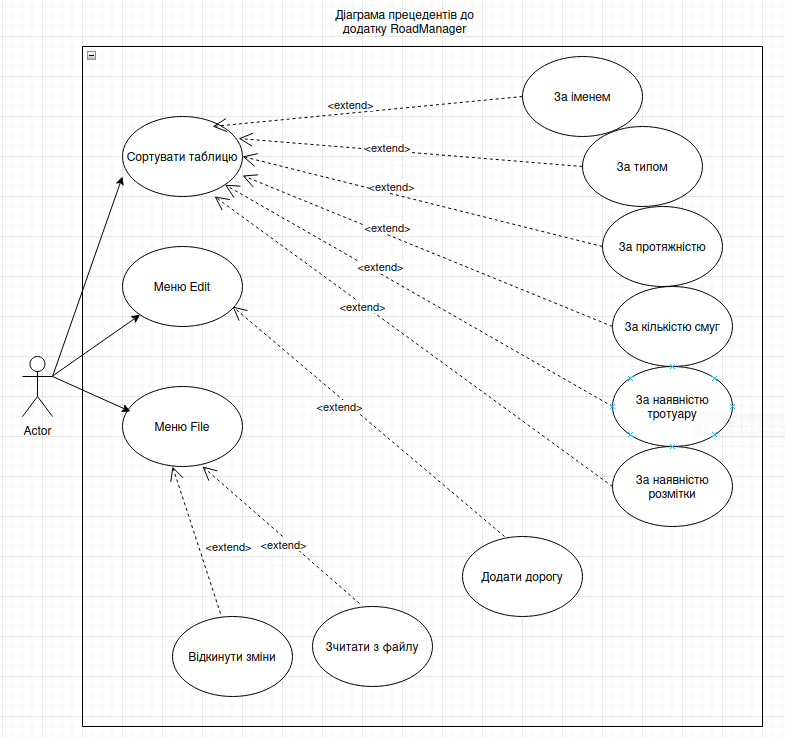 Діаграма прецедентів до
додатку RoadManager
<extend>
За іменем
<extend>
Сортувати таблицю
За типом
<extend>
За протяжністю
<extend>
<extend>
Меню Edit
<extend>
За кількістю смуг
За наявністю
тротуару
<extend>
Меню File
Actor
За наявністю
розмітки
<extend>
<extend>
Додати дорогу
Відкинути зміни
Зчитати з файлу